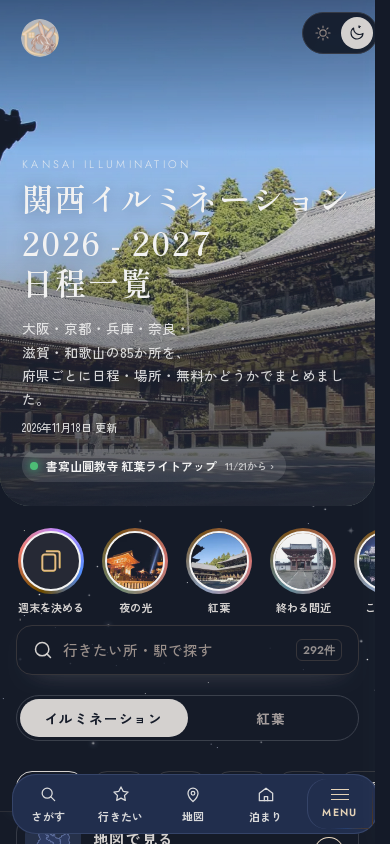 KANSAI ILLUMINATION
関西イルミネーション
2026 - 2027
日程一覧
大阪・京都・兵庫・奈良・
滋賀・和歌山の85か所を、
府県ごとに日程・場所・無料かどうかでまとめまし
た。
2026年11月18日 更新
書寫山圓教寺 紅葉ライトアップ 11/21から ›
週末を決める 夜の光 紅葉 終わる間近 こ
行きたい所・駅で探す 292件
イルミネーション 紅葉
地図で見る
さがす 行きたい 地図 泊まり MENU